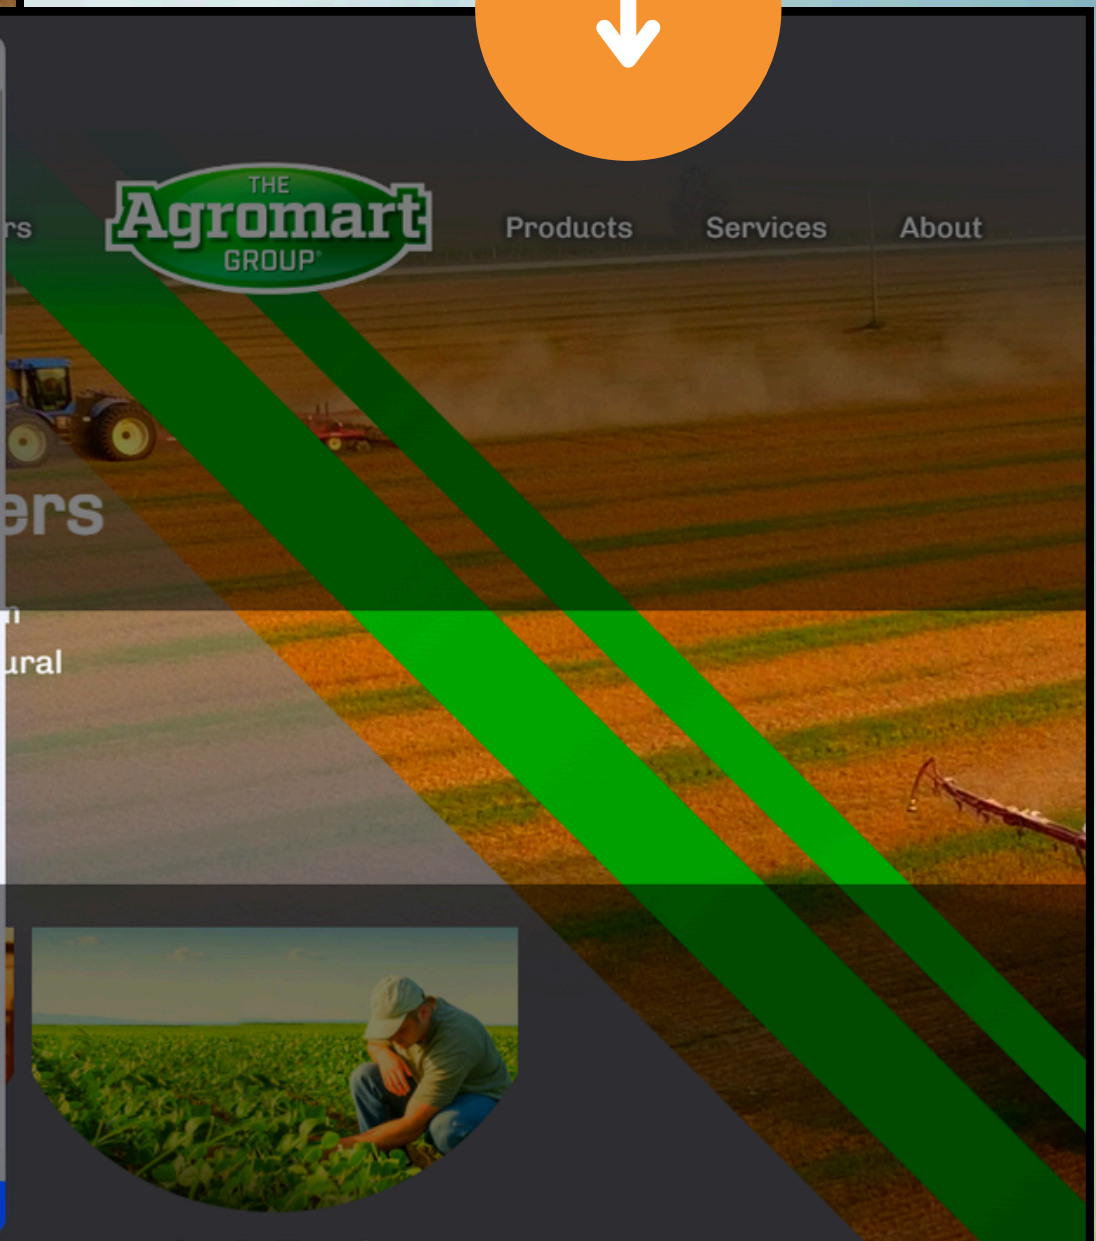 THE
Agromart
GROUP®
rs
Products
Services
About
ers
n
ural